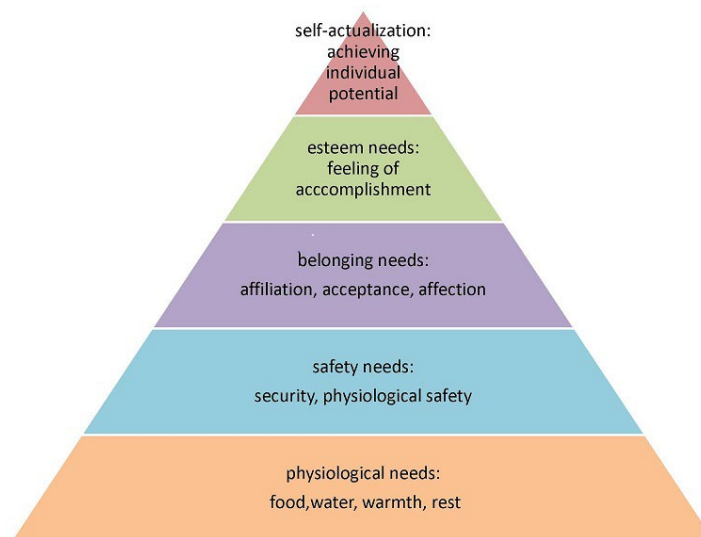 self-actualization:
achieving
individual
potential
esteem needs:
feeling of
acccomplishment
belonging needs:
affiliation, acceptance, affection
safety needs:
security, physiological safety
physiological needs:
food,water, warmth, rest